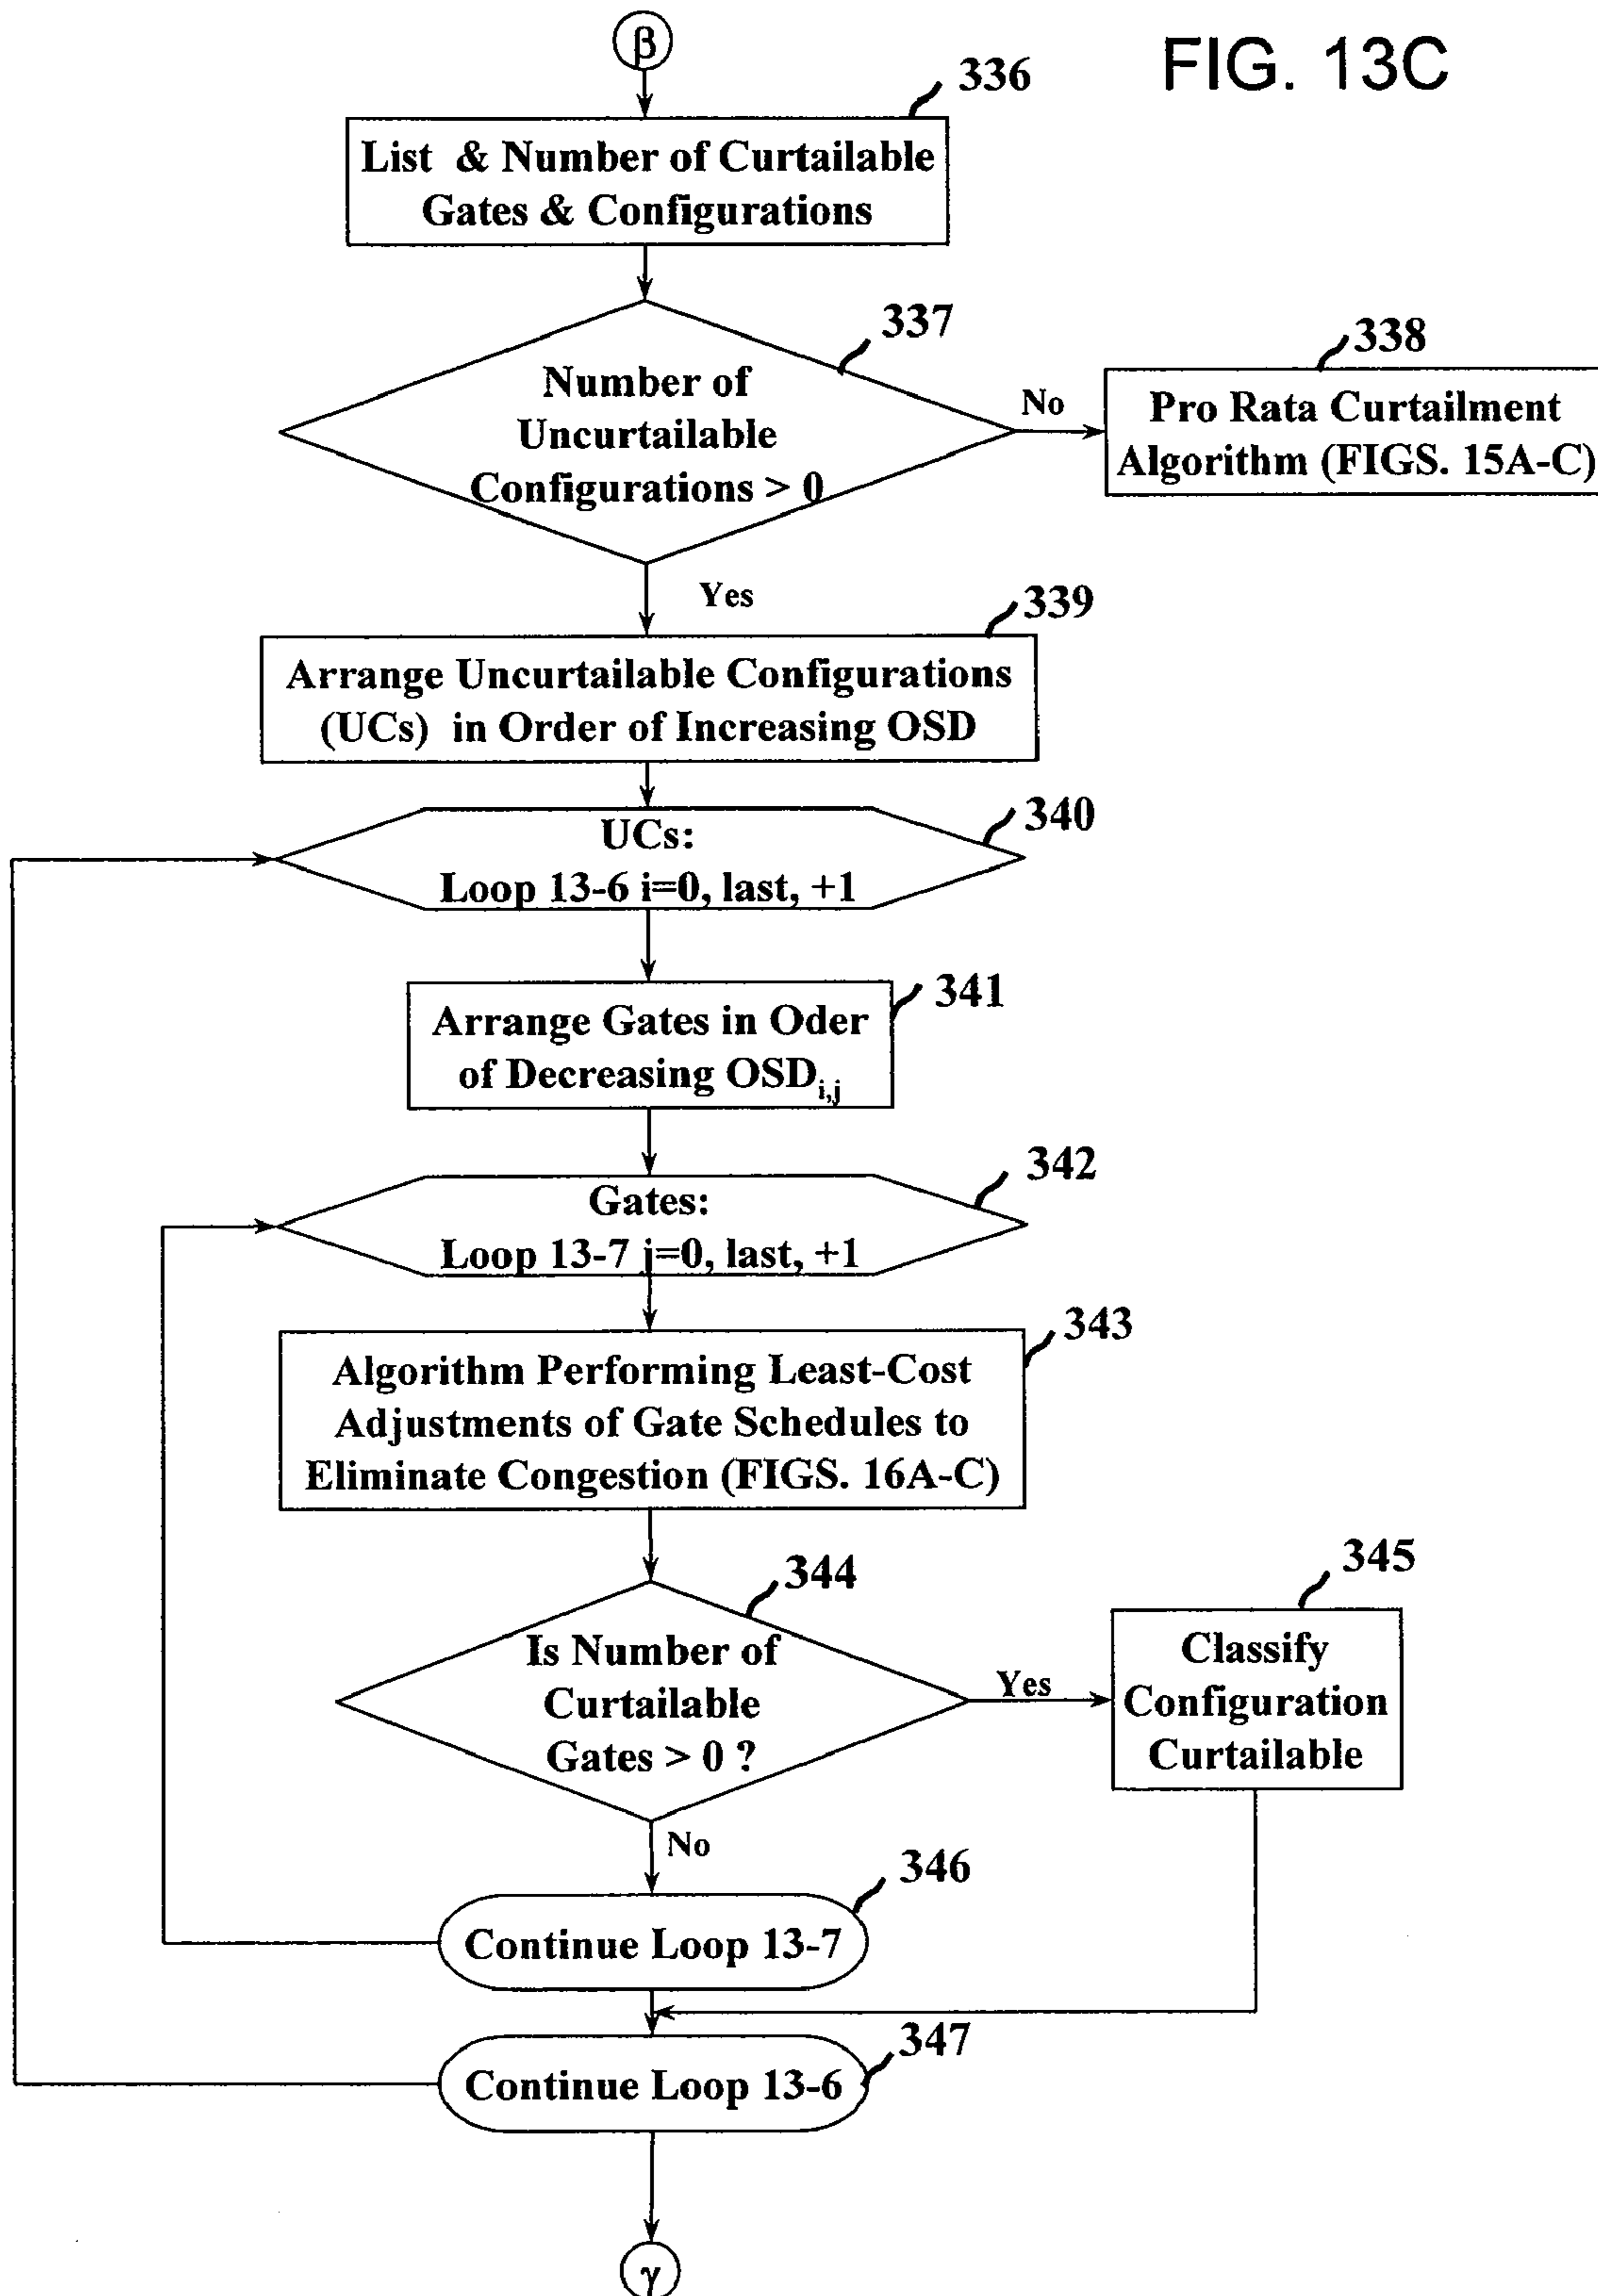 β
FIG. 13C
336
List & Number of Curtailable
Gates & Configurations
337
Number of
Uncurtailable
Configurations > 0
No
338
Pro Rata Curtailment
Algorithm (FIGS. 15A-C)
Yes
339
Arrange Uncurtailable Configurations
(UCs) in Order of Increasing OSD
340
UCs:
Loop 13-6 i=0, last, +1
341
Arrange Gates in Oder
of Decreasing OSDi,j
342
Gates:
Loop 13-7 j=0, last, +1
343
Algorithm Performing Least-Cost
Adjustments of Gate Schedules to
Eliminate Congestion (FIGS. 16A-C)
344
Is Number of
Curtailable
Gates > 0 ?
Yes
345
Classify
Configuration
Curtailable
No
346
Continue Loop 13-7
347
Continue Loop 13-6
γ